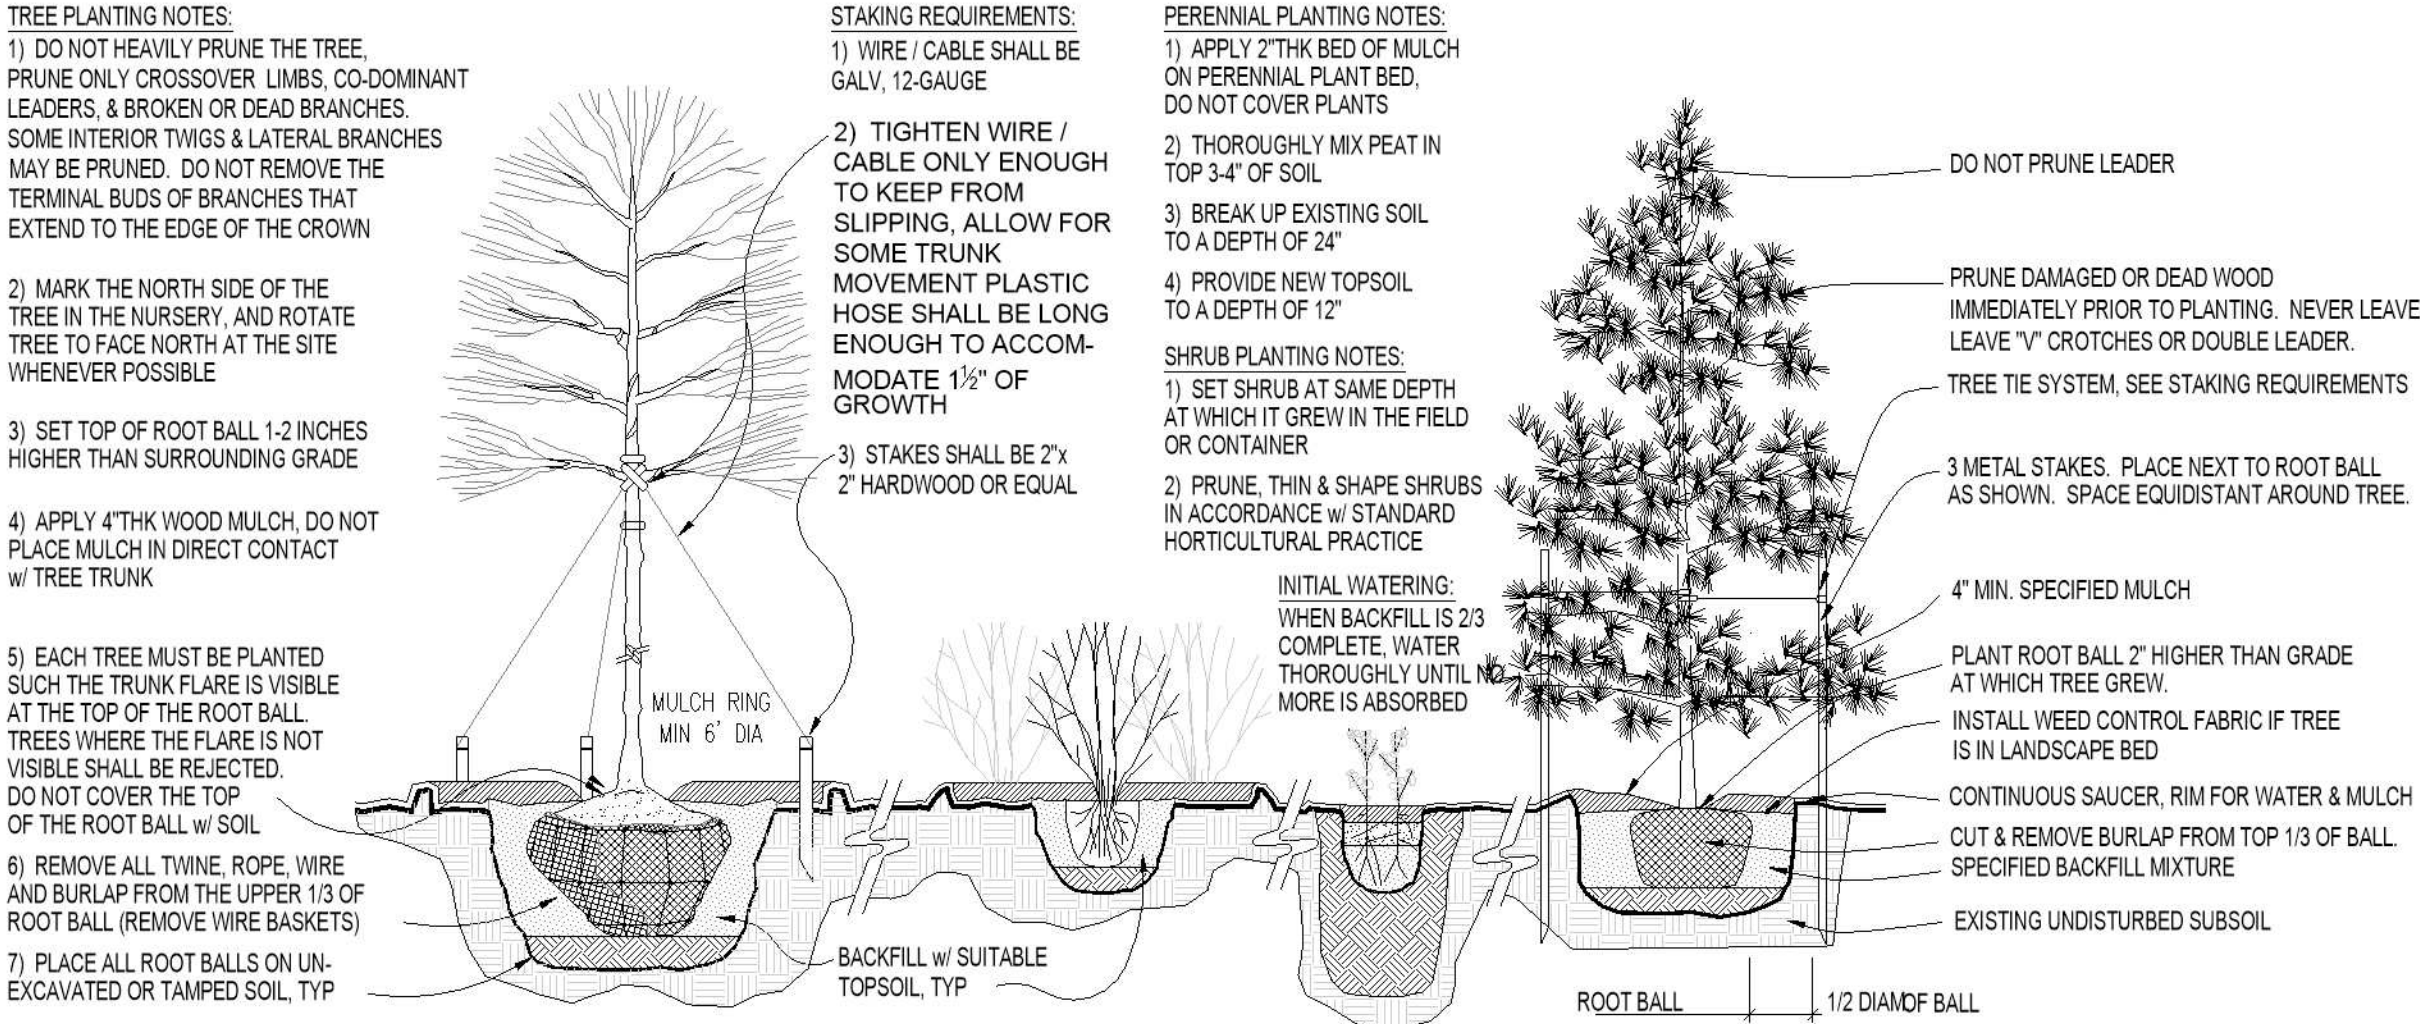 TREE PLANTING NOTES:
1) DO NOT HEAVILY PRUNE THE TREE,
PRUNE ONLY CROSSOVER LIMBS, CO-DOMINANT
LEADERS, & BROKEN OR DEAD BRANCHES.
SOME INTERIOR TWIGS & LATERAL BRANCHES
MAY BE PRUNED. DO NOT REMOVE THE
TERMINAL BUDS OF BRANCHES THAT
EXTEND TO THE EDGE OF THE CROWN
2) MARK THE NORTH SIDE OF THE
TREE IN THE NURSERY, AND ROTATE
TREE TO FACE NORTH AT THE SITE
WHENEVER POSSIBLE
3) SET TOP OF ROOT BALL 1-2 INCHES
HIGHER THAN SURROUNDING GRADE
4) APPLY 4"THK WOOD MULCH, DO NOT
PLACE MULCH IN DIRECT CONTACT
w/ TREE TRUNK
5) EACH TREE MUST BE PLANTED
SUCH THE TRUNK FLARE IS VISIBLE
AT THE TOP OF THE ROOT BALL.
TREES WHERE THE FLARE IS NOT
VISIBLE SHALL BE REJECTED.
DO NOT COVER THE TOP
OF THE ROOT BALL w/ SOIL
6) REMOVE ALL TWINE, ROPE, WIRE
AND BURLAP FROM THE UPPER 1/3 OF
ROOT BALL (REMOVE WIRE BASKETS)
7) PLACE ALL ROOT BALLS ON UN-
EXCAVATED OR TAMPED SOIL, TYP
MULCH RING
MIN 6' DIA
STAKING REQUIREMENTS:
1) WIRE / CABLE SHALL BE
GALV, 12-GAUGE
2) TIGHTEN WIRE /
CABLE ONLY ENOUGH
TO KEEP FROM
SLIPPING, ALLOW FOR
SOME TRUNK
MOVEMENT PLASTIC
HOSE SHALL BE LONG
ENOUGH TO ACCOM-
MODATE 1½" OF
GROWTH
3) STAKES SHALL BE 2"x
2" HARDWOOD OR EQUAL
BACKFILL w/ SUITABLE
TOPSOIL, TYP
PERENNIAL PLANTING NOTES:
1) APPLY 2"THK BED OF MULCH
ON PERENNIAL PLANT BED,
DO NOT COVER PLANTS
2) THOROUGHLY MIX PEAT IN
TOP 3-4" OF SOIL
3) BREAK UP EXISTING SOIL
TO A DEPTH OF 24"
4) PROVIDE NEW TOPSOIL
TO A DEPTH OF 12"
SHRUB PLANTING NOTES:
1) SET SHRUB AT SAME DEPTH
AT WHICH IT GREW IN THE FIELD
OR CONTAINER
2) PRUNE, THIN & SHAPE SHRUBS
IN ACCORDANCE w/ STANDARD
HORTICULTURAL PRACTICE
INITIAL WATERING:
WHEN BACKFILL IS 2/3
COMPLETE, WATER
THOROUGHLY UNTIL NO
MORE IS ABSORBED
DO NOT PRUNE LEADER
PRUNE DAMAGED OR DEAD WOOD
IMMEDIATELY PRIOR TO PLANTING. NEVER LEAVE
LEAVE "V" CROTCHES OR DOUBLE LEADER.
TREE TIE SYSTEM, SEE STAKING REQUIREMENTS
3 METAL STAKES. PLACE NEXT TO ROOT BALL
AS SHOWN. SPACE EQUIDISTANT AROUND TREE.
4" MIN. SPECIFIED MULCH
PLANT ROOT BALL 2" HIGHER THAN GRADE
AT WHICH TREE GREW.
INSTALL WEED CONTROL FABRIC IF TREE
IS IN LANDSCAPE BED
CONTINUOUS SAUCER, RIM FOR WATER & MULCH
CUT & REMOVE BURLAP FROM TOP 1/3 OF BALL.
SPECIFIED BACKFILL MIXTURE
EXISTING UNDISTURBED SUBSOIL
ROOT BALL
1/2 DIAM OF BALL